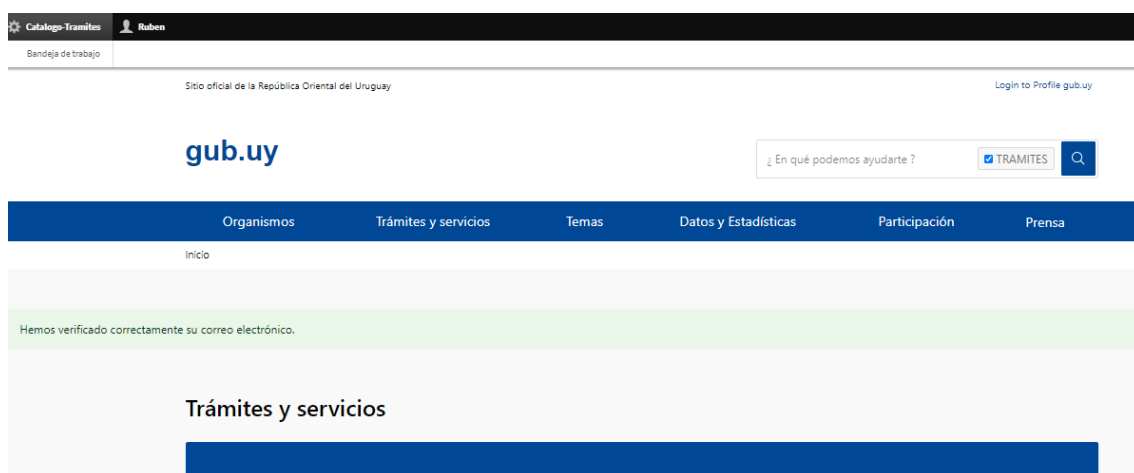 Catalogo-Tramites Ruben
Bandeja de trabajo
Sitio oficial de la República Oriental del Uruguay Login to Profile gub.uy
gub.uy
¿ En qué podemos ayudarte ? TRAMITES
Organismos Trámites y servicios Temas Datos y Estadísticas Participación Prensa
Inicio
Hemos verificado correctamente su correo electrónico.
Trámites y servicios